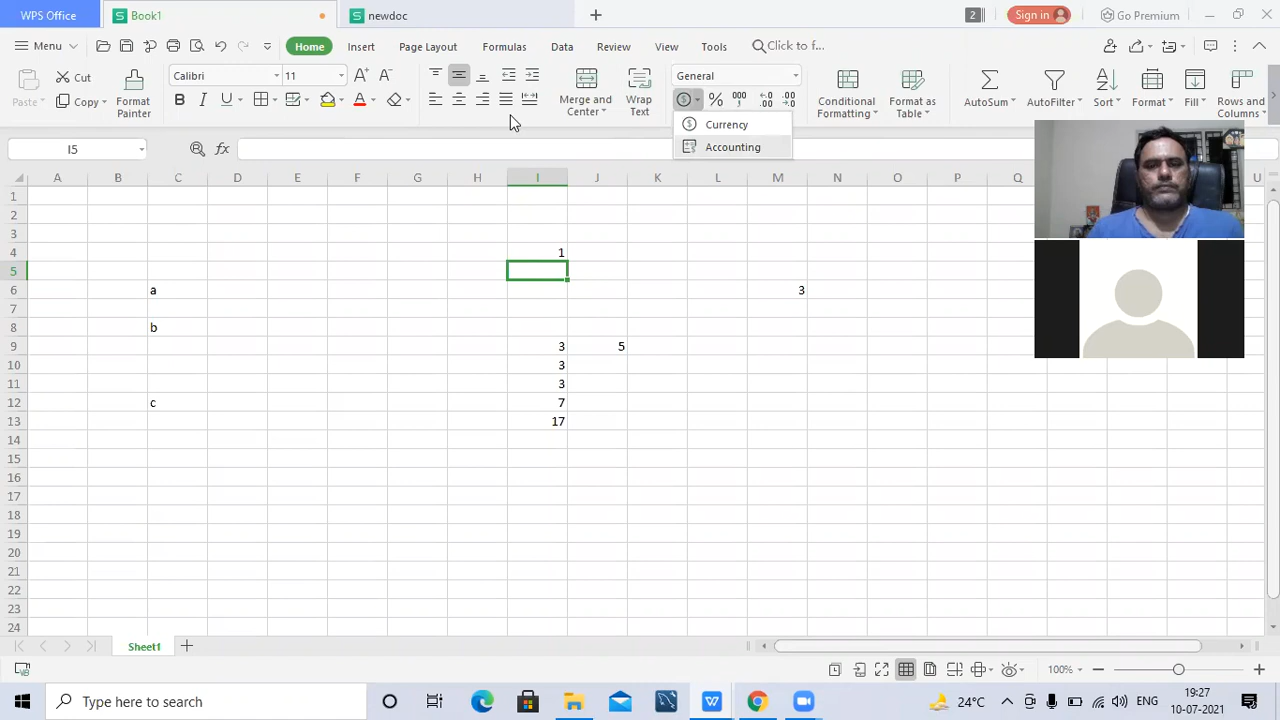 WPS Office
Book1
newdoc
2
Sign in
Go Premium
Menu
Home
Insert
Page Layout
Formulas
Data
Review
View
Tools
Click to f...
Paste
Cut
Copy
Format Painter
Calibri
11
B I U A
Merge and Center
Wrap Text
General
% 000 .00
Conditional Formatting
Format as Table
AutoSum
AutoFilter
Sort
Format
Fill
Rows and Columns
Currency
Accounting
I5
fx
A B C D E F G H I J K L M N O P Q U
1
2
3
4 1
5
6 a 3
7
8 b
9 3 5
10 3
11 3
12 c 7
13 17
14
15
16
17
18
19
20
21
22
23
24
Sheet1
100%
Type here to search
24°C
ENG
19:27
10-07-2021